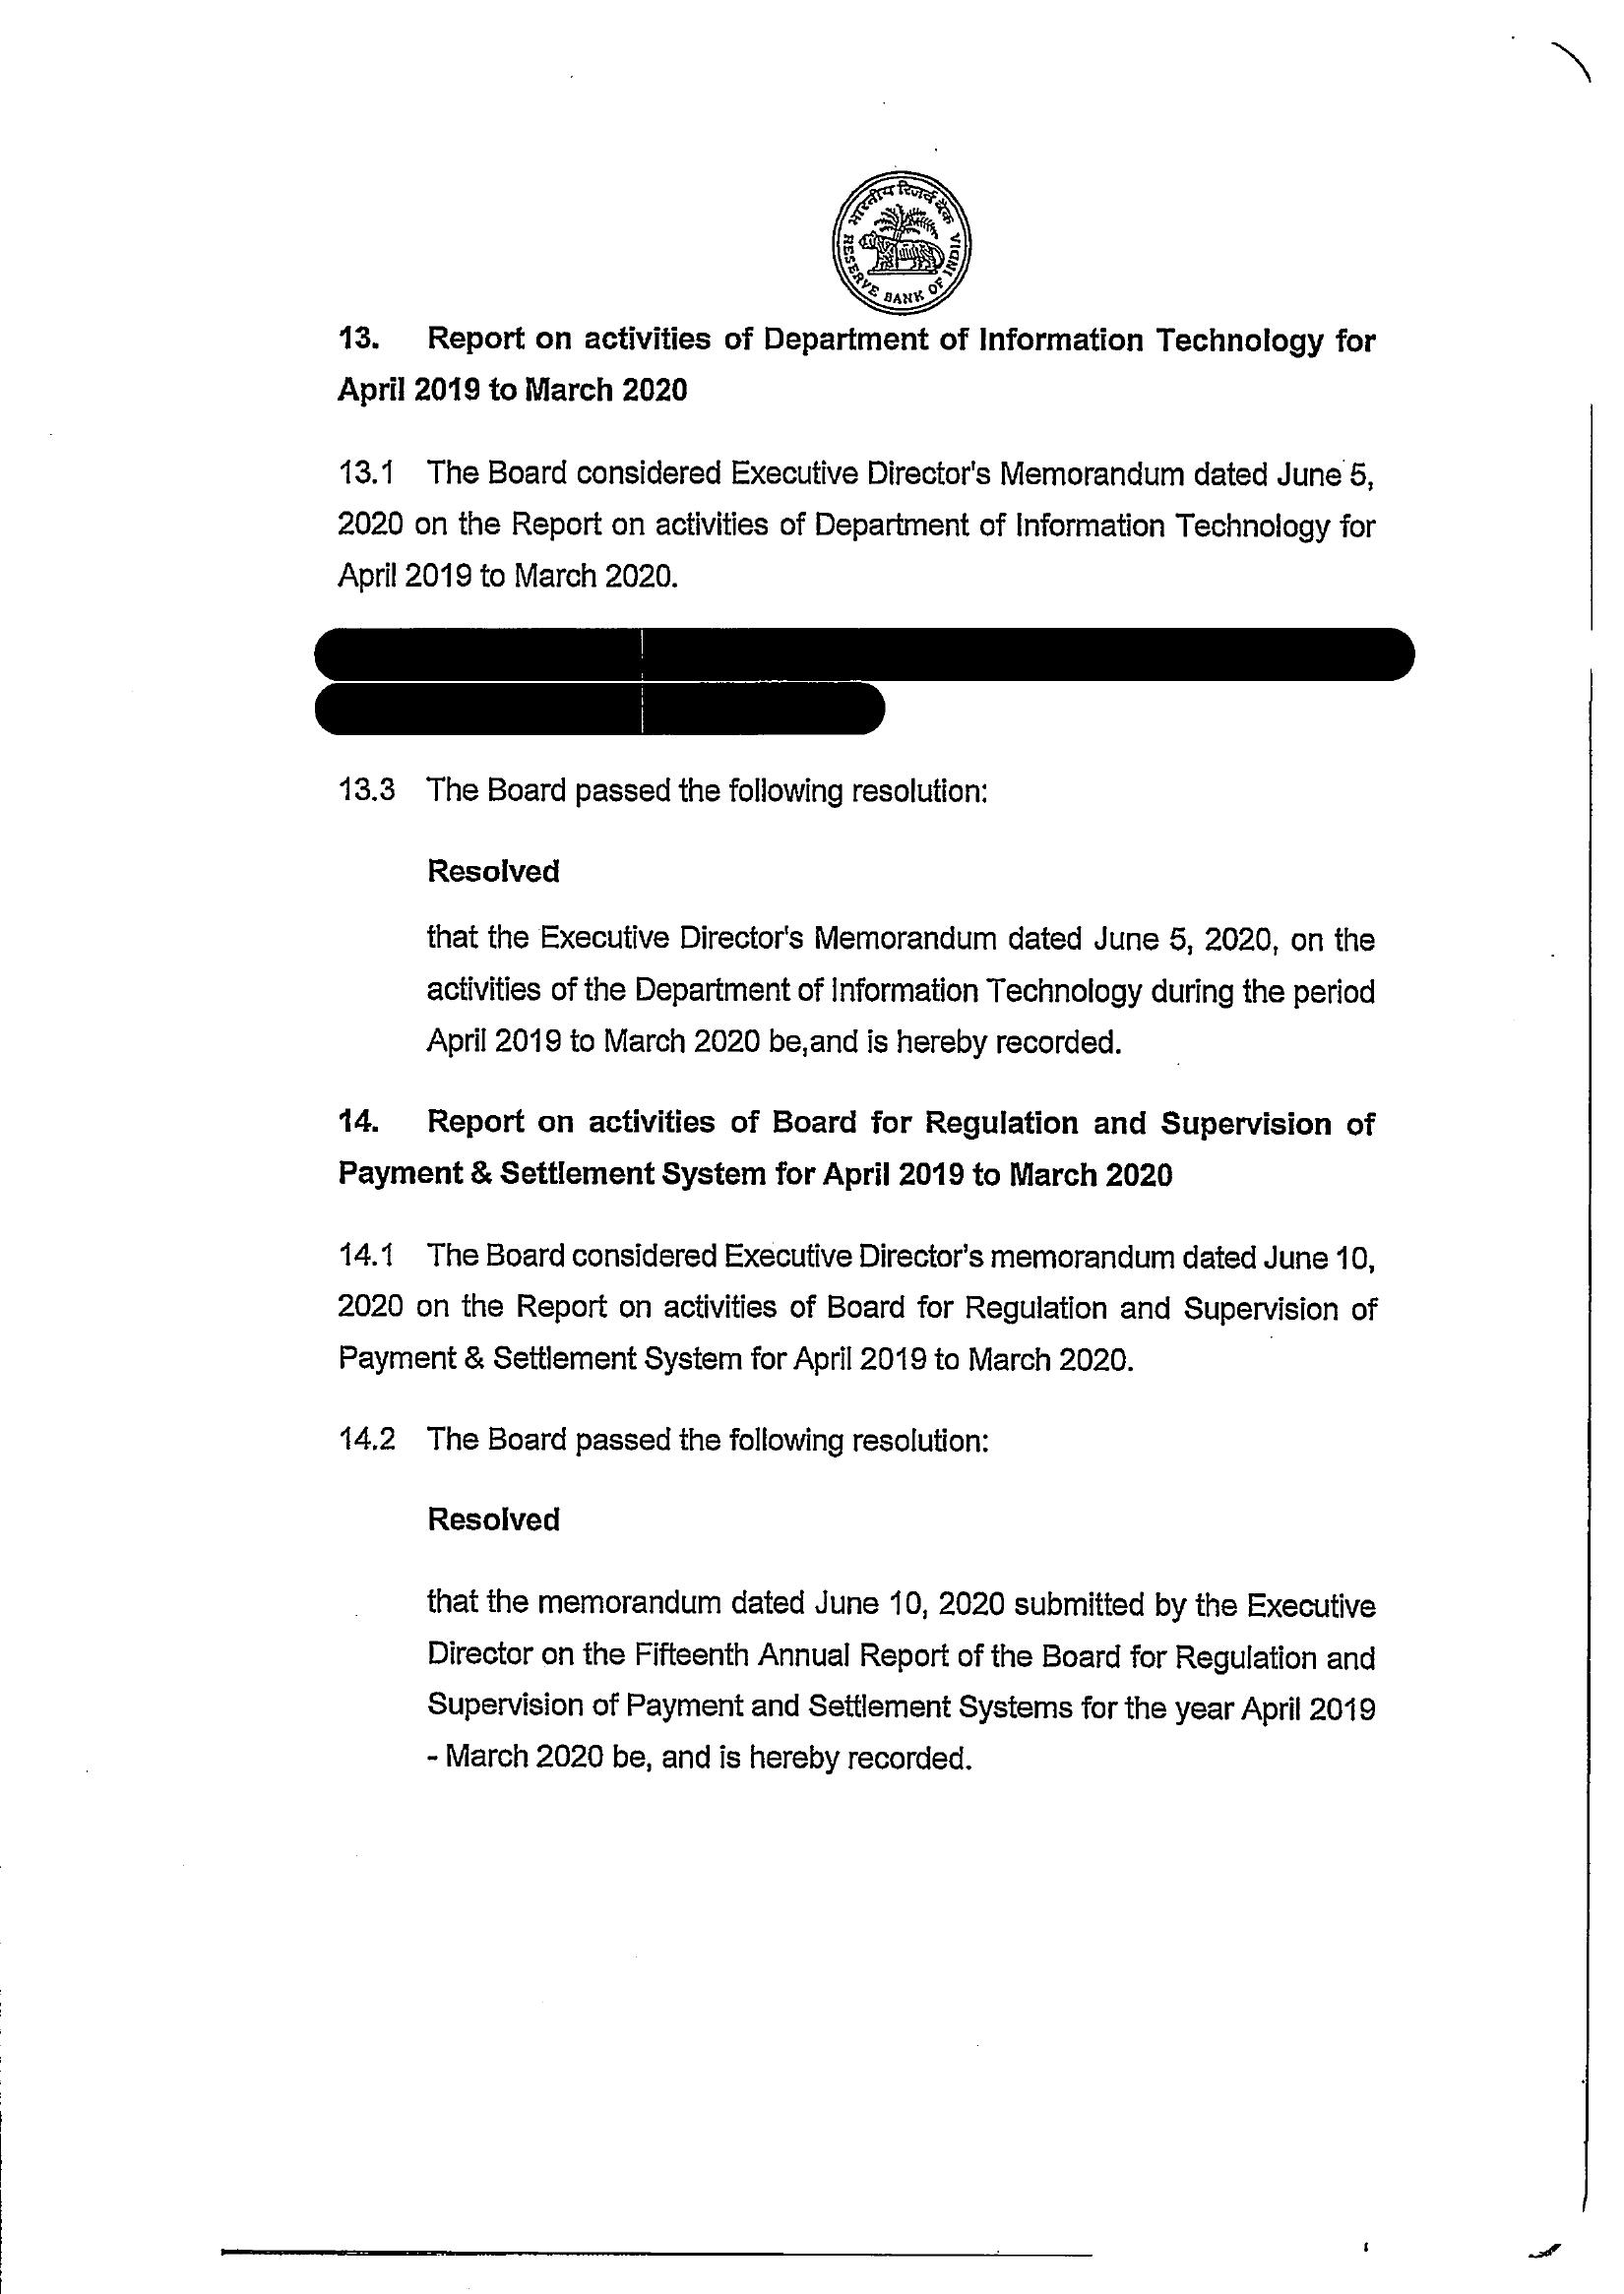 भारतीय रिज़र्व बैंक
RESERVE BANK OF INDIA
13. Report on activities of Department of Information Technology for
April 2019 to March 2020
13.1 The Board considered Executive Director's Memorandum dated June 5,
2020 on the Report on activities of Department of Information Technology for
April 2019 to March 2020.
13.3 The Board passed the following resolution:
Resolved
that the Executive Director's Memorandum dated June 5, 2020, on the
activities of the Department of Information Technology during the period
April 2019 to March 2020 be,and is hereby recorded.
14. Report on activities of Board for Regulation and Supervision of
Payment & Settlement System for April 2019 to March 2020
14.1 The Board considered Executive Director's memorandum dated June 10,
2020 on the Report on activities of Board for Regulation and Supervision of
Payment & Settlement System for April 2019 to March 2020.
14.2 The Board passed the following resolution:
Resolved
that the memorandum dated June 10, 2020 submitted by the Executive
Director on the Fifteenth Annual Report of the Board for Regulation and
Supervision of Payment and Settlement Systems for the year April 2019
- March 2020 be, and is hereby recorded.